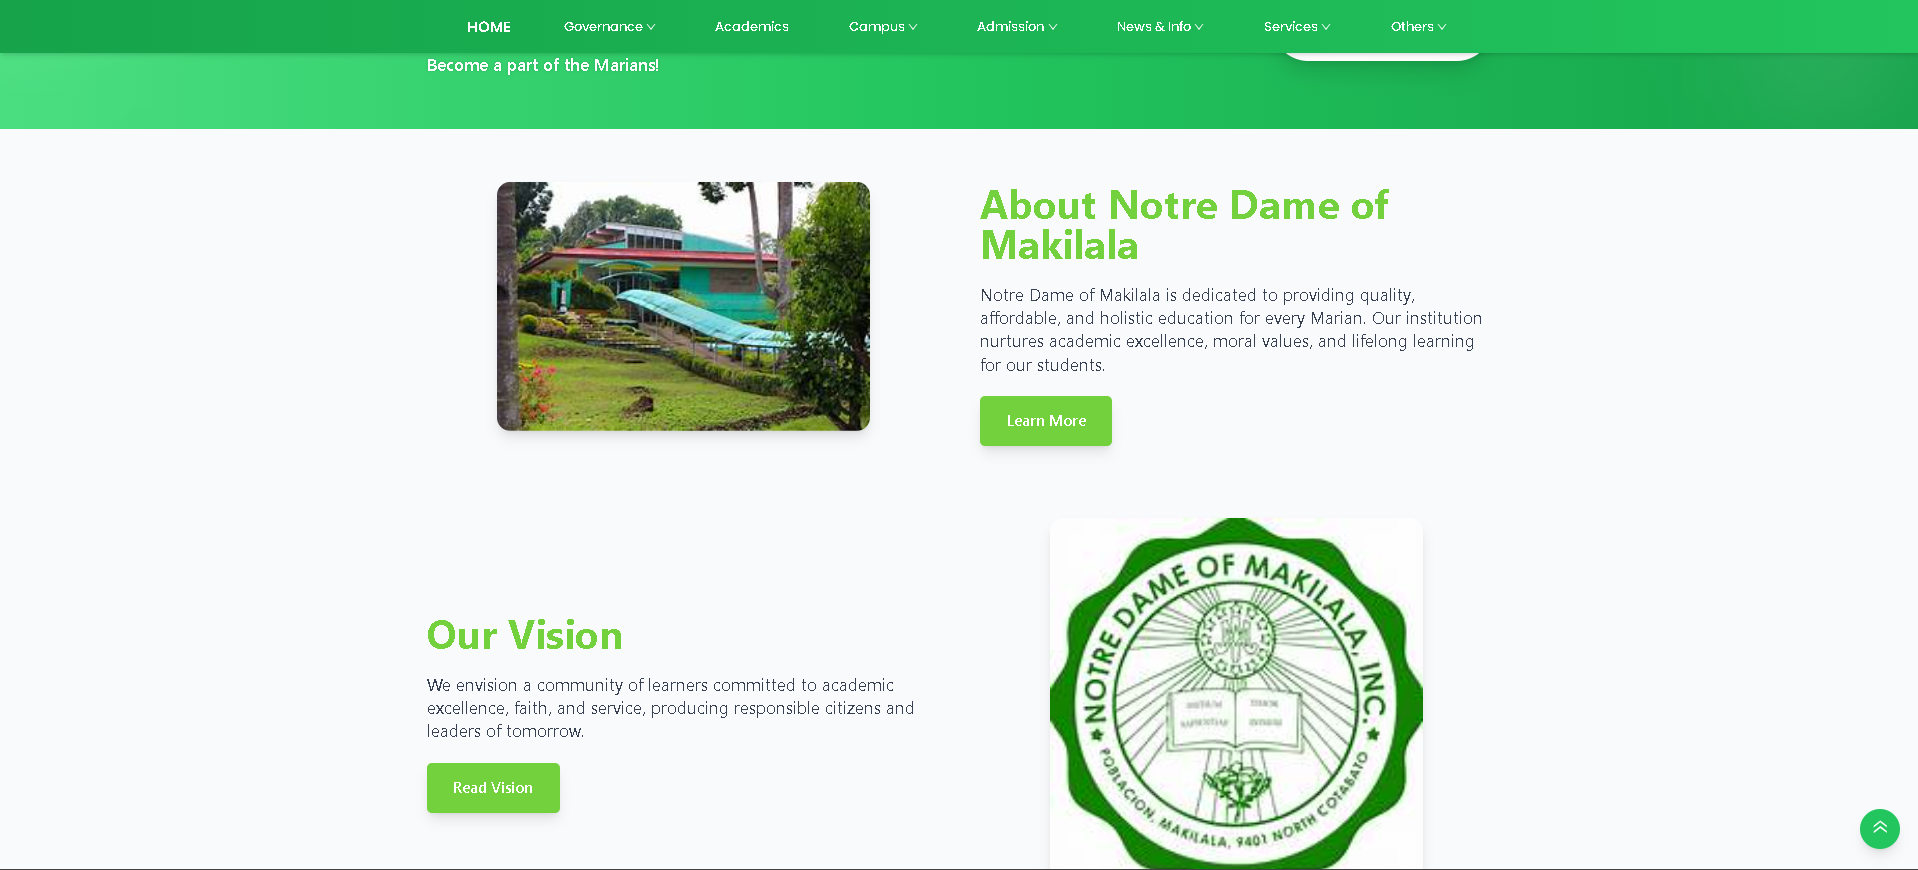 HOME Governance Academics Campus Admission News & Info Services Others
Become a part of the Marians!
About Notre Dame of
Makilala
Notre Dame of Makilala is dedicated to providing quality,
affordable, and holistic education for every Marian. Our institution
nurtures academic excellence, moral values, and lifelong learning
for our students.
Learn More
Our Vision
We envision a community of learners committed to academic
excellence, faith, and service, producing responsible citizens and
leaders of tomorrow.
Read Vision
NOTRE DAME OF MAKILALA, INC.
POBLACION, MAKILALA, 9401 NORTH COTABATO